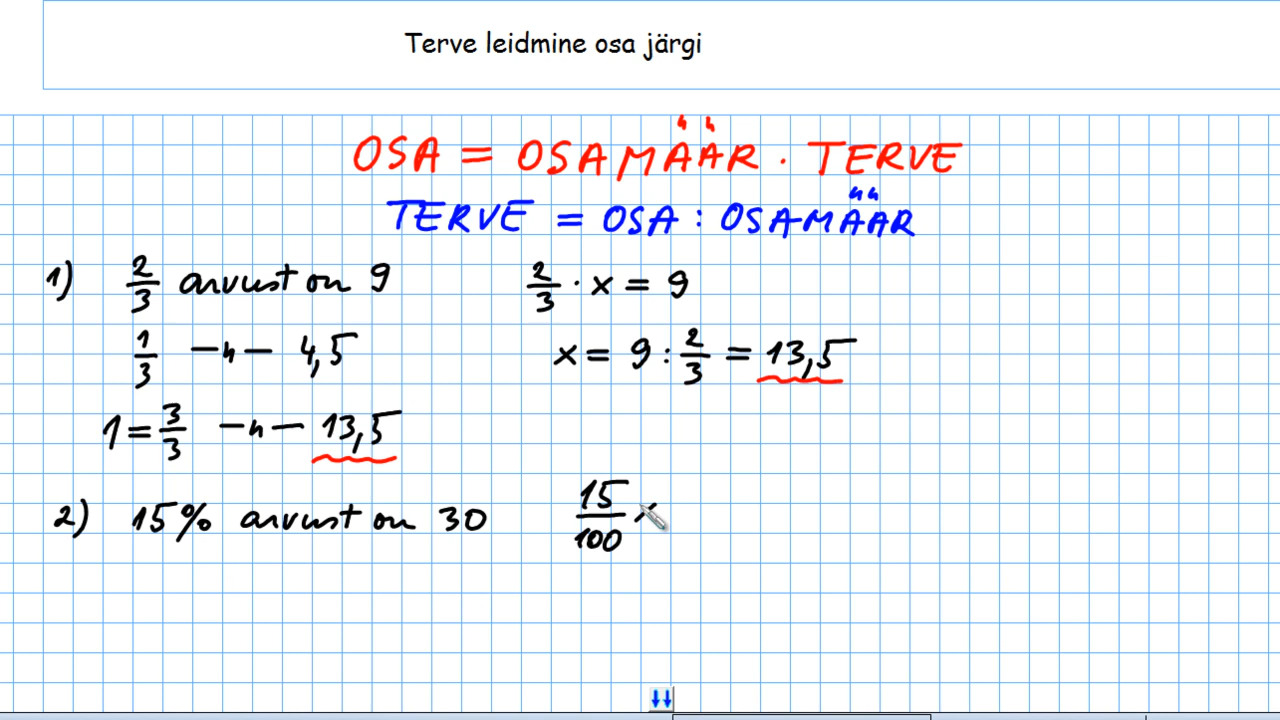 Terve leidmine osa järgi
OSA = OSAMÄÄR · TERVE
TERVE = OSA : OSAMÄÄR
1) 2/3 arvust on 9
2/3 · x = 9
1/3 —"— 4,5
x = 9 : 2/3 = 13,5
1 = 3/3 —"— 13,5
2) 15% arvust on 30
15/100 x